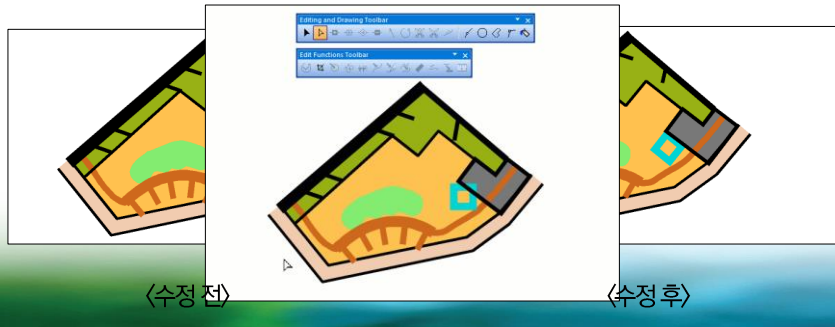 Editing and Drawing Toolbar
Edit Functions Toolbar
〈수정 전〉
〈수정 후〉